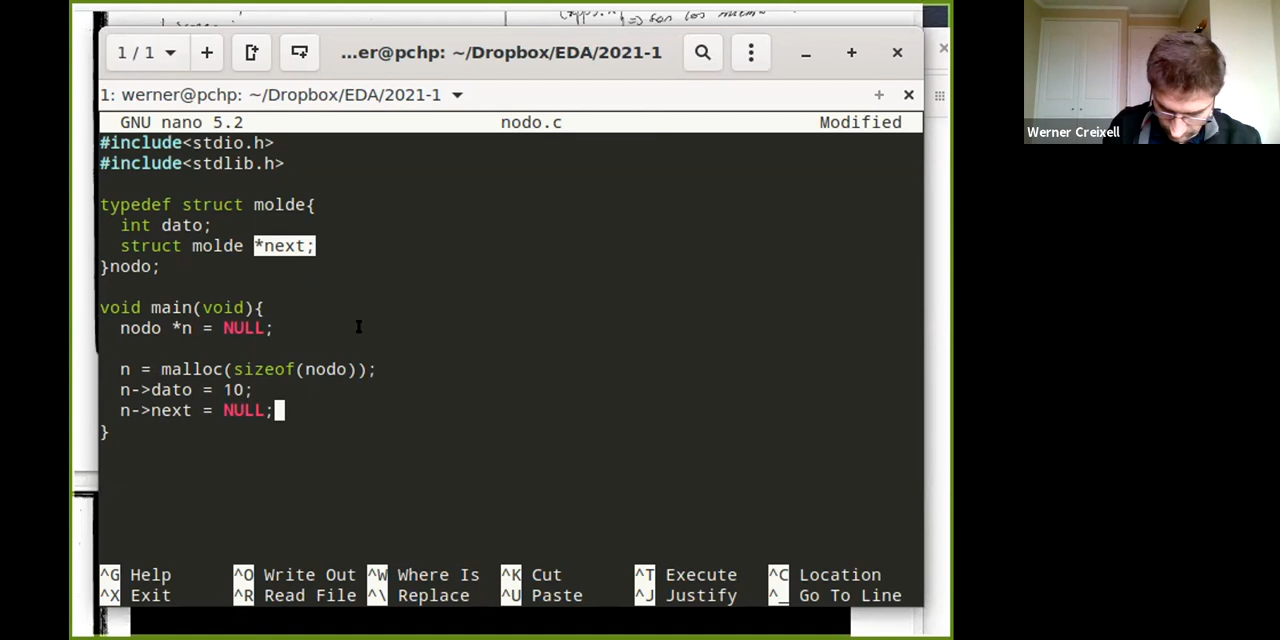 => son los nuevo
1 / 1
...er@pchp: ~/Dropbox/EDA/2021-1
1: werner@pchp: ~/Dropbox/EDA/2021-1
GNU nano 5.2 nodo.c Modified
#include<stdio.h>
#include<stdlib.h>
typedef struct molde{
int dato;
struct molde *next;
}nodo;
void main(void){
nodo *n = NULL;
n = malloc(sizeof(nodo));
n->dato = 10;
n->next = NULL;
}
^G Help ^O Write Out ^W Where Is ^K Cut ^T Execute ^C Location
^X Exit ^R Read File ^\ Replace ^U Paste ^J Justify ^_ Go To Line
Werner Creixell